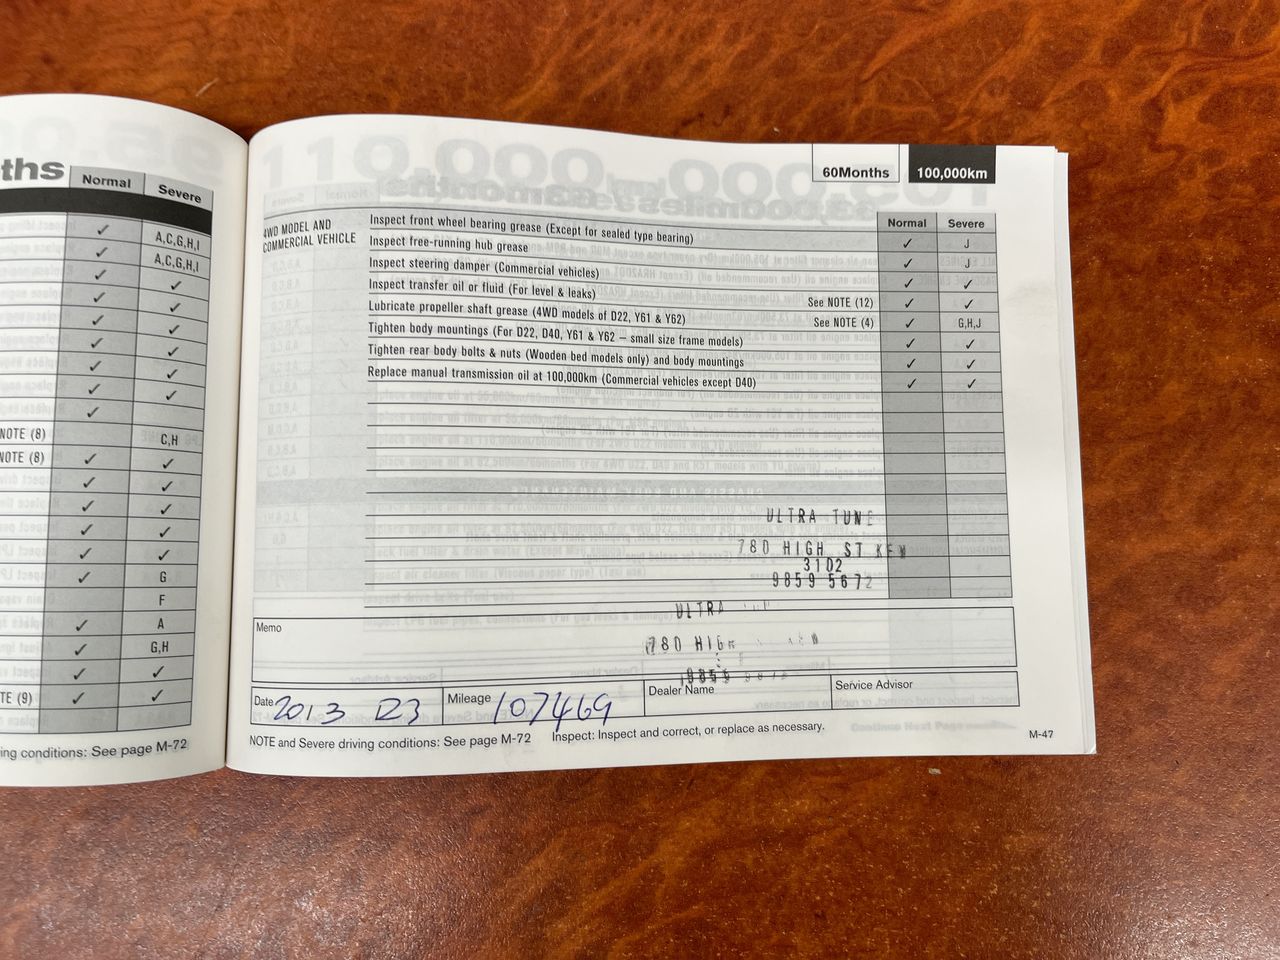 ths
Normal Severe
✓ A,C,G,H,I
✓ A,C,G,H,I
✓ ✓
✓ ✓
✓ ✓
✓ ✓
✓ ✓
✓ ✓
✓
NOTE (8) C,H
NOTE (8) ✓ ✓
✓ ✓
✓ ✓
✓ ✓
✓ ✓
✓ G
F
✓ A
✓ G,H
✓ ✓
TE (9) ✓ ✓
ing conditions: See page M-72
60Months 100,000km
Normal Severe
4WD MODEL AND
COMMERCIAL VEHICLE
Inspect front wheel bearing grease (Except for sealed type bearing) ✓ J
Inspect free-running hub grease ✓ J
Inspect steering damper (Commercial vehicles) ✓ ✓
Inspect transfer oil or fluid (For level & leaks) See NOTE (12) ✓ ✓
Lubricate propeller shaft grease (4WD models of D22, Y61 & Y62) See NOTE (4) ✓ G,H,J
Tighten body mountings (For D22, D40, Y61 & Y62 – small size frame models) ✓ ✓
Tighten rear body bolts & nuts (Wooden bed models only) and body mountings ✓ ✓
Replace manual transmission oil at 100,000km (Commercial vehicles except D40) ✓ ✓
ULTRA TUNE
780 HIGH ST KEW
3102
9859 5672
Memo
ULTRA
780 HIGH
9859
Date 2013 Mileage 107469 Dealer Name Service Advisor
NOTE and Severe driving conditions: See page M-72 Inspect: Inspect and correct, or replace as necessary.
M-47